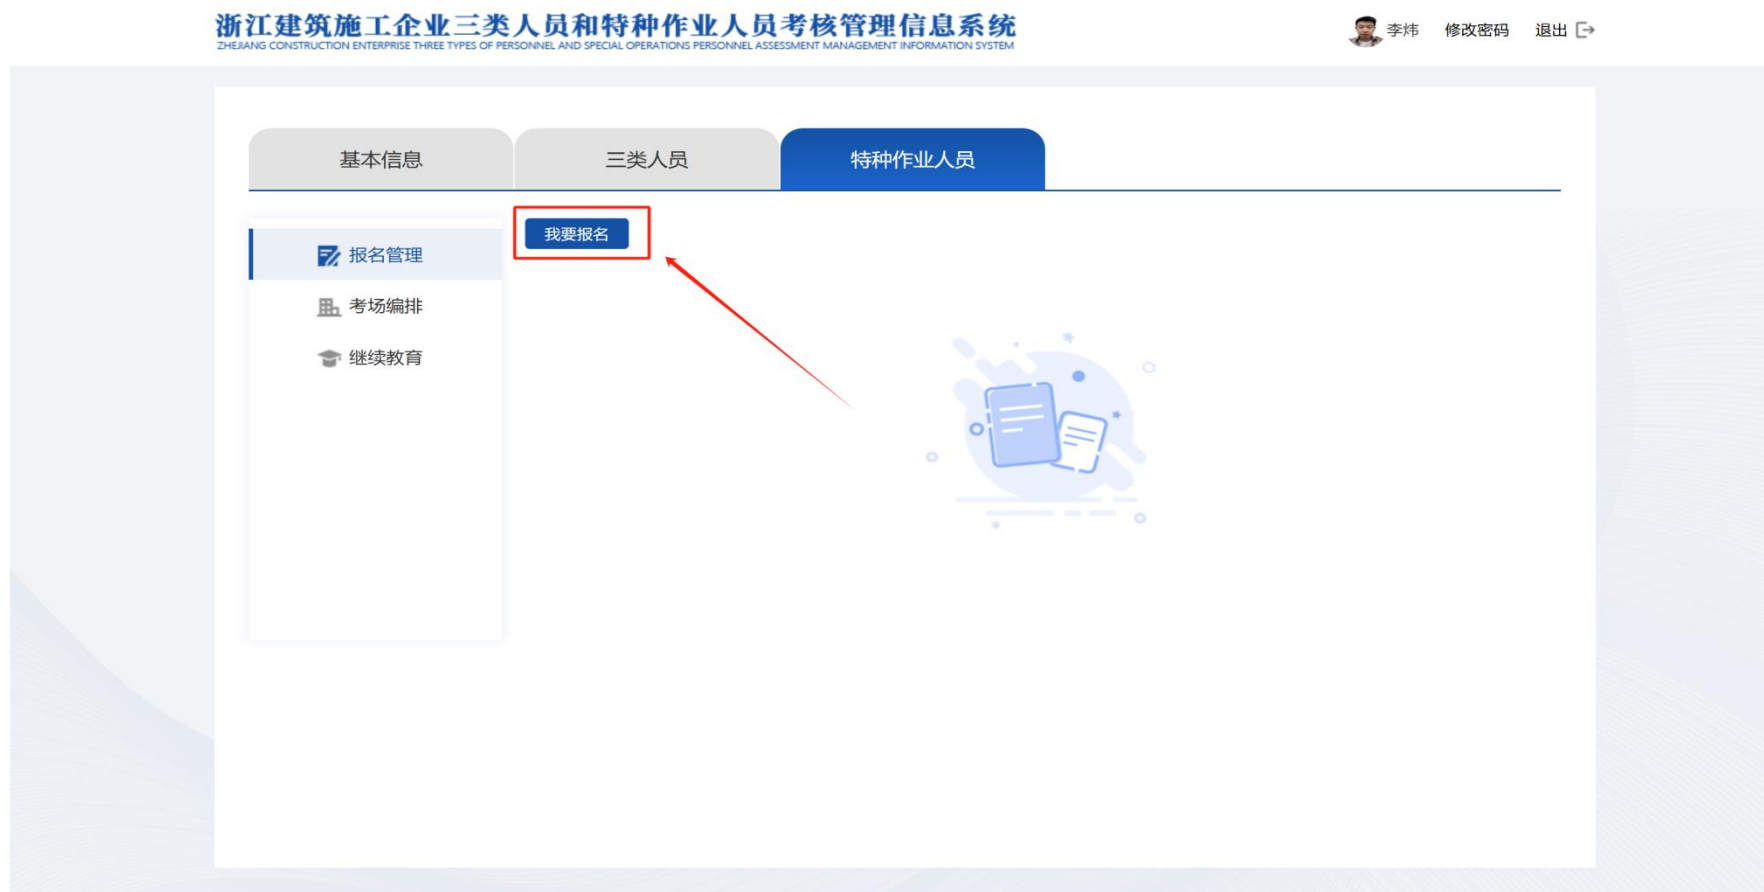 浙江建筑施工企业三类人员和特种作业人员考核管理信息系统
ZHEJIANG CONSTRUCTION ENTERPRISE THREE TYPES OF PERSONNEL AND SPECIAL OPERATIONS PERSONNEL ASSESSMENT MANAGEMENT INFORMATION SYSTEM
李炜 修改密码 退出
基本信息 三类人员 特种作业人员
我要报名
报名管理
考场编排
继续教育